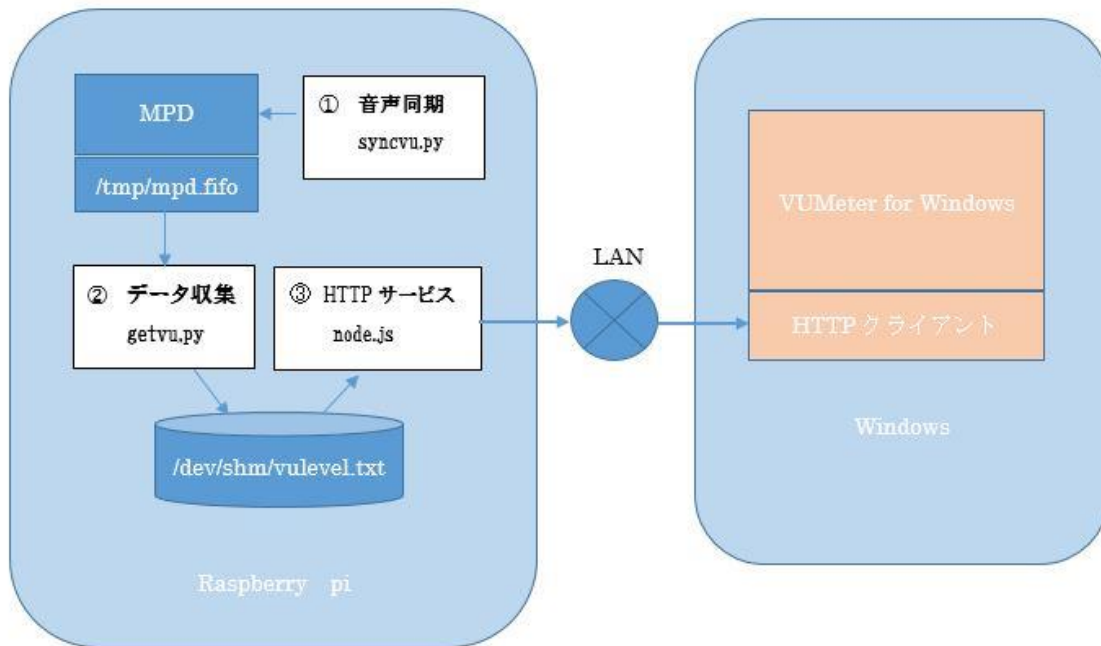 MPD
① 音声同期
syncvu.py
/tmp/mpd.fifo
② データ収集
getvu.py
③ HTTP サービス
node.js
/dev/shm/vulevel.txt
Raspberry pi
LAN
VUMeter for Windows
HTTP クライアント
Windows